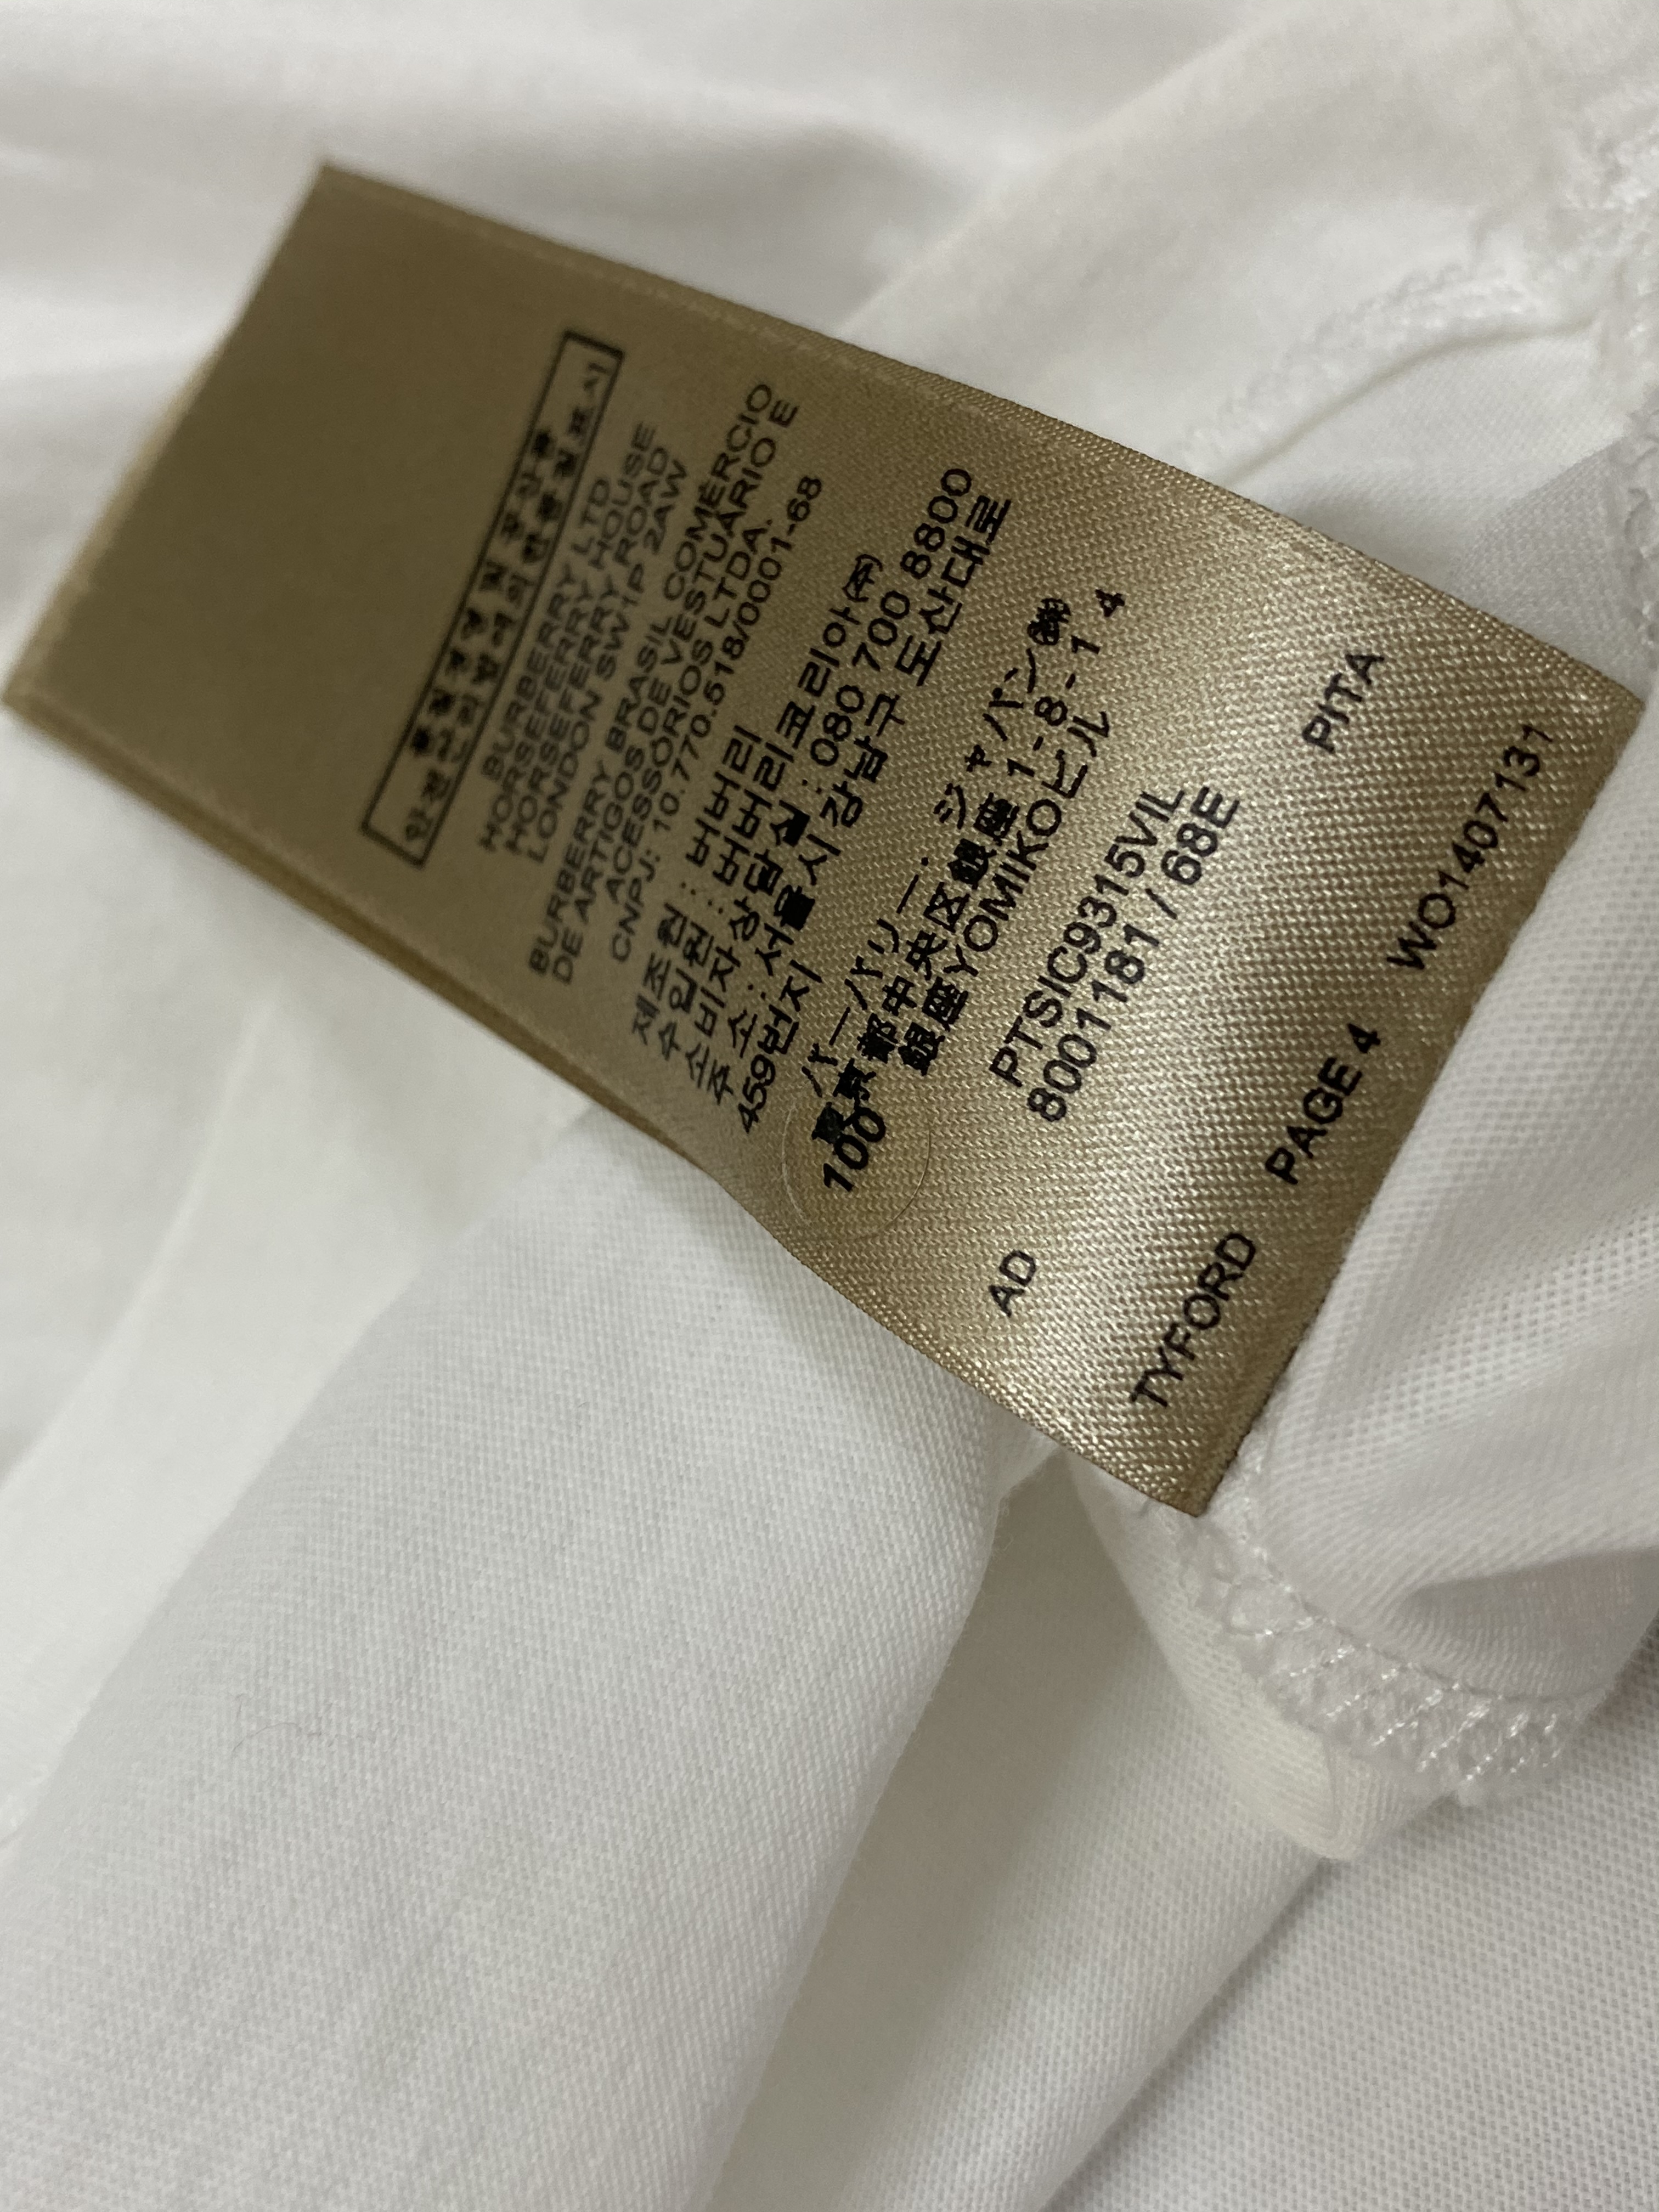 품질경영 및 공산품
안전관리법에 의한 품질표시
BURBERRY LTD
HORSEFERRY HOUSE
HORSEFERRY ROAD
LONDON SW1P 2AW
BURBERRY BRASIL COMÉRCIO
DE ARTIGOS DE VESTUÁRIO E
ACESSÓRIOS LTDA.
CNPJ: 10.770.518/0001-68
제조원 : 버버리
수입원 : 버버리코리아(주)
소비자상담실 : 080 700 8800
주 소 : 서울시 강남구 도산대로
459번지
バーバリー・ジャパン㈱
東京都中央区銀座 1-8-14
銀座YOMIKOビル
100
PTSIC9315VIL
8001181 / 68E
AD PITA
TYFORD PAGE 4 WO1407131